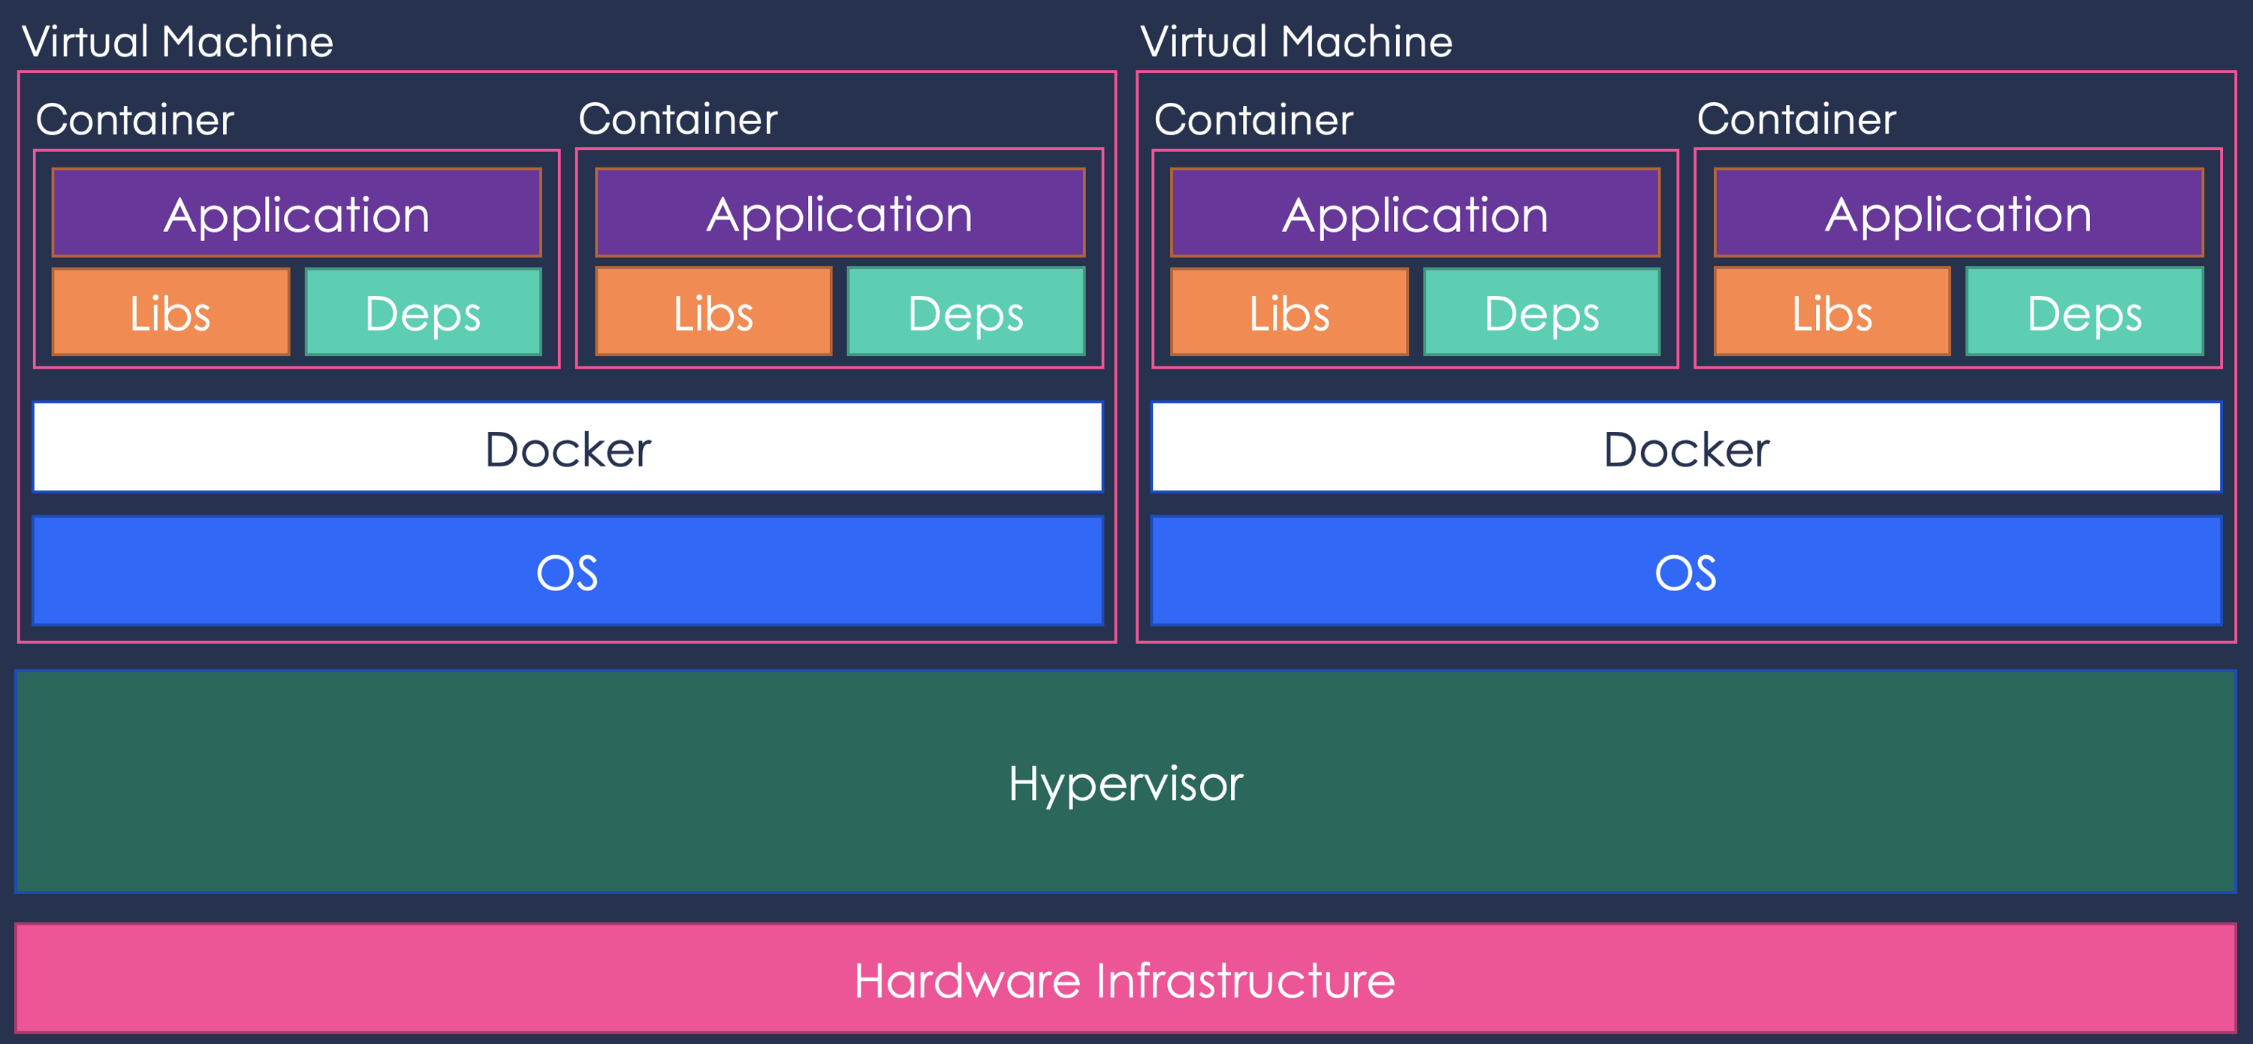 Virtual Machine
Container
Application
Libs
Deps
Container
Application
Libs
Deps
Docker
OS
Virtual Machine
Container
Application
Libs
Deps
Container
Application
Libs
Deps
Docker
OS
Hypervisor
Hardware Infrastructure